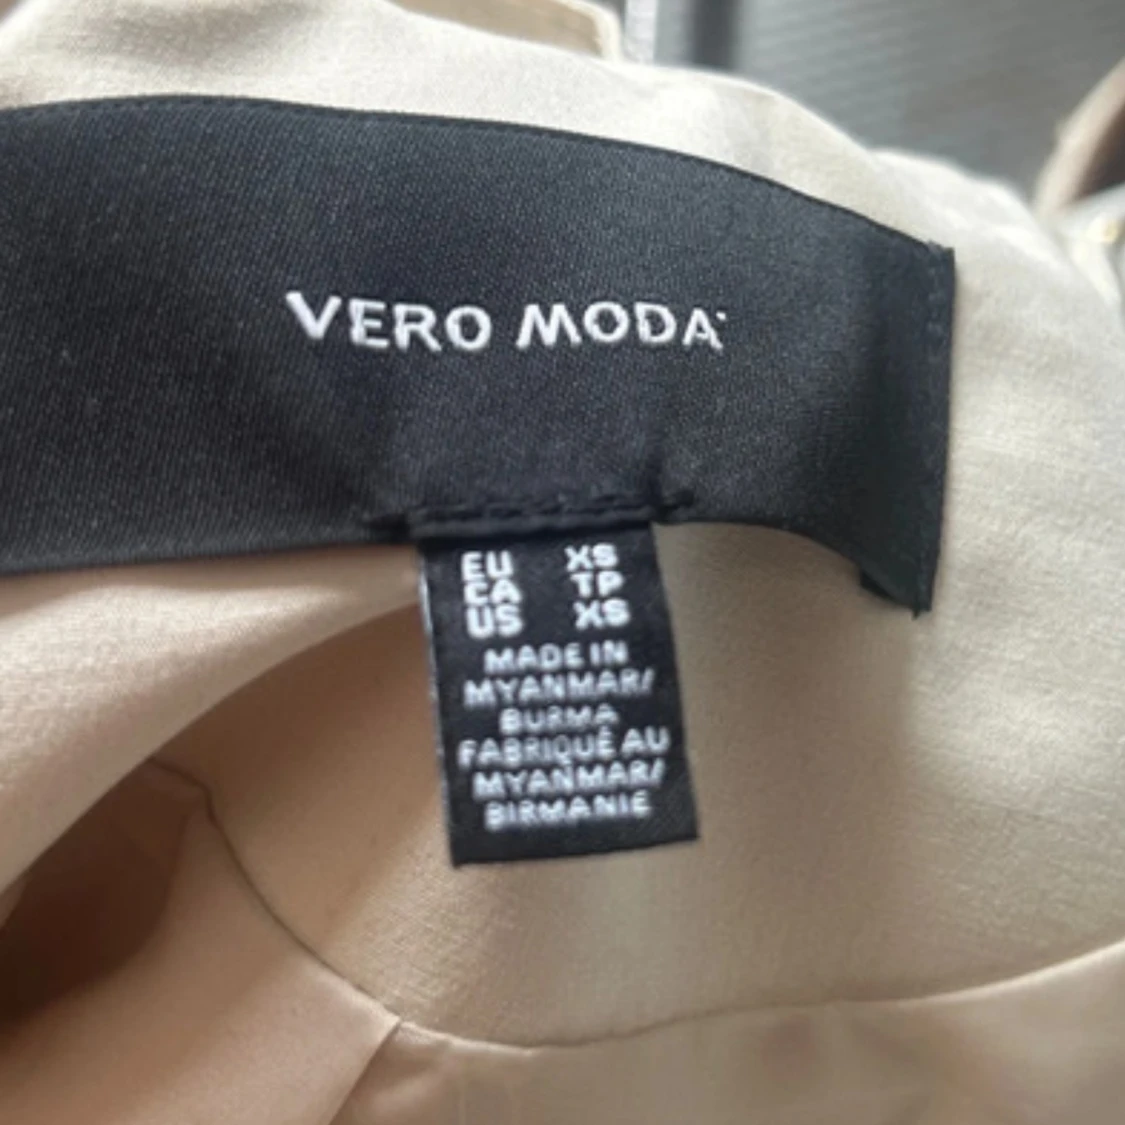 VERO MODA
EU XS
CA TP
US XS
MADE IN
MYANMAR/
BURMA
FABRIQUÉ AU
MYANMAR/
BIRMANIE